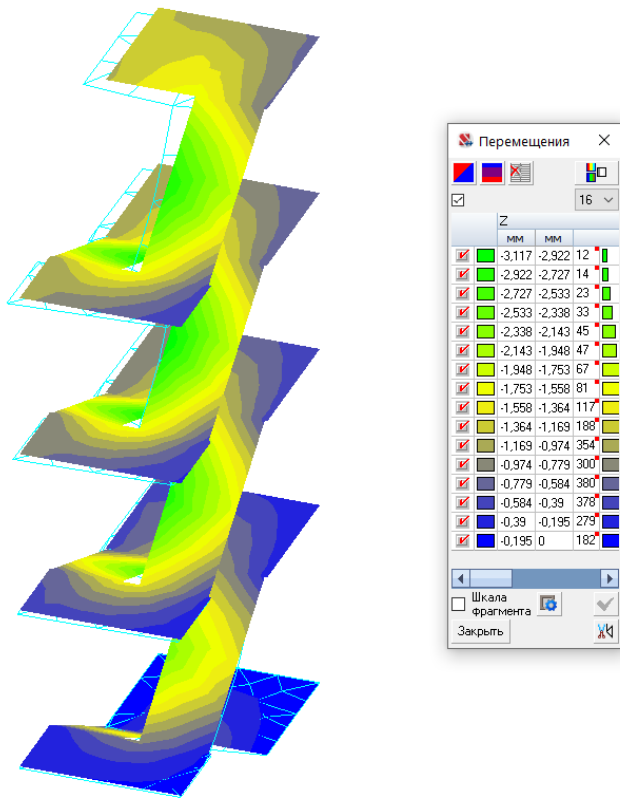 Перемещения
16
Z
мм мм
-3,117 -2,922 12
-2,922 -2,727 14
-2,727 -2,533 23
-2,533 -2,338 33
-2,338 -2,143 45
-2,143 -1,948 47
-1,948 -1,753 67
-1,753 -1,558 81
-1,558 -1,364 117
-1,364 -1,169 188
-1,169 -0,974 354
-0,974 -0,779 300
-0,779 -0,584 380
-0,584 -0,39 378
-0,39 -0,195 279
-0,195 0 182
Шкала
фрагмента
Закрыть